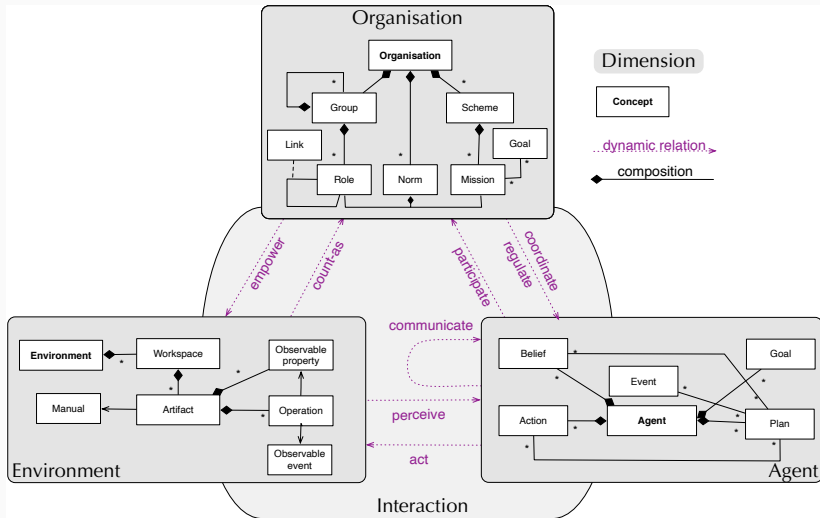 Organisation
Organisation
*
*
*
Group
Scheme
Link
Goal
*
*
*
*
*
Role
Norm
Mission
Dimension
Concept
dynamic relation
composition
empower
count-as
participate
regulate
coordinate
communicate
perceive
act
Environment
*
Workspace
*
*
Observable
property
Manual
Artifact
*
Operation
Observable
event
Environment
Belief
*
Goal
Event
*
*
*
*
Action
*
Agent
*
*
Plan
*
*
Agent
Interaction